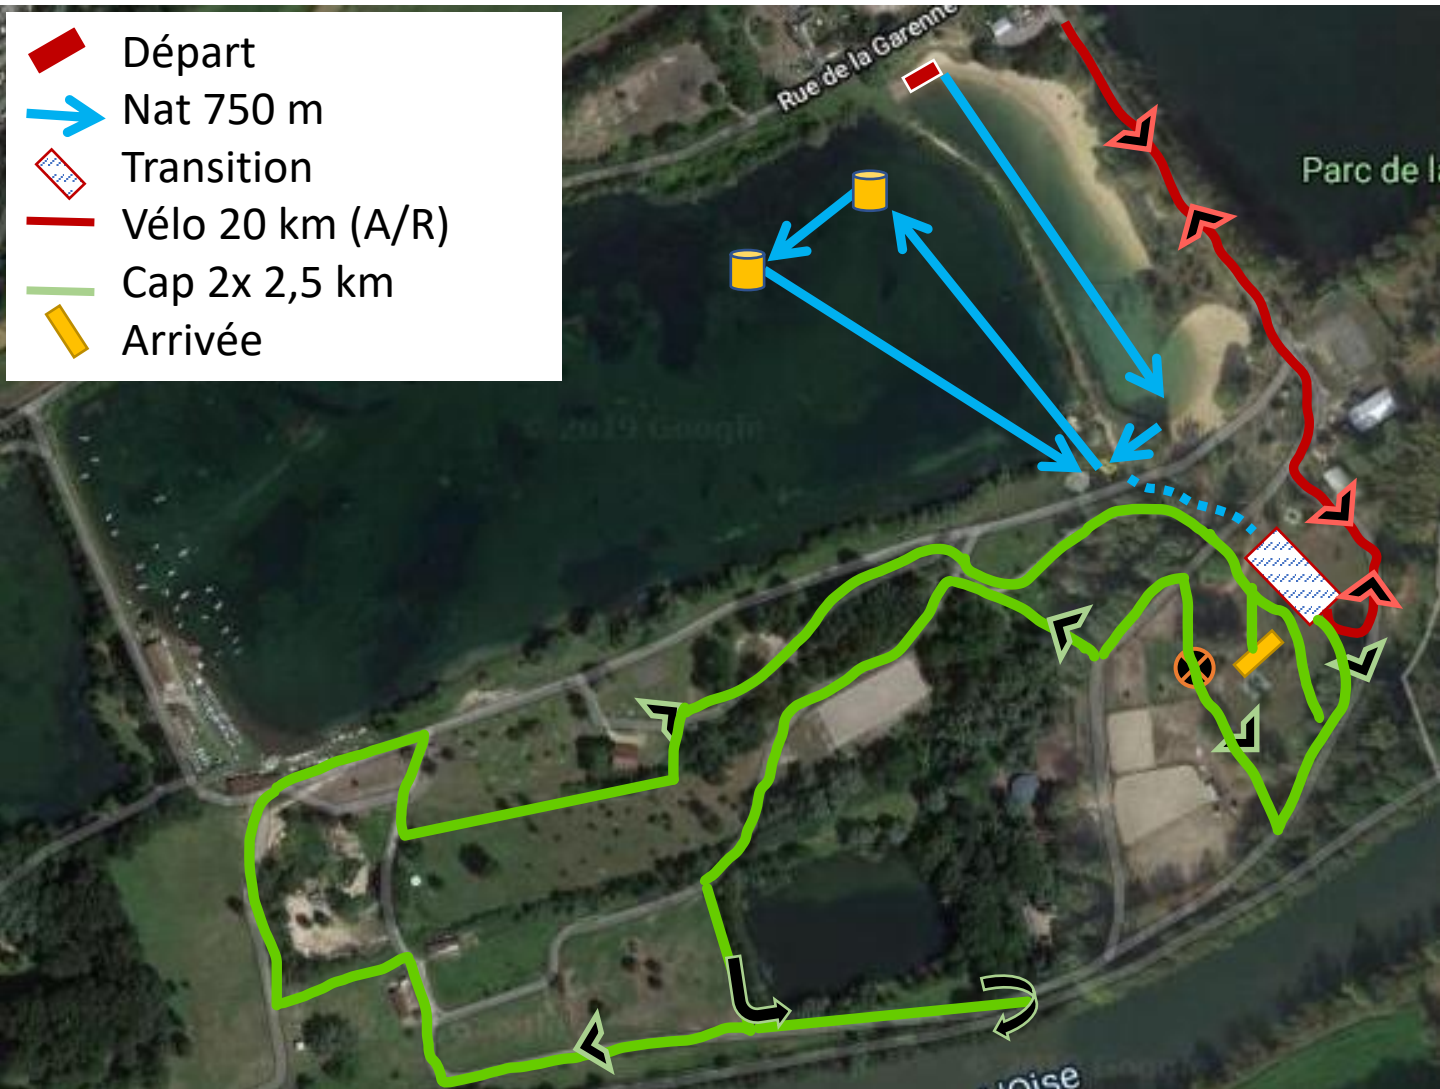 Départ
Nat 750 m
Transition
Vélo 20 km (A/R)
Cap 2x 2,5 km
Arrivée
Rue de la Garenne
Parc de la
© 2019 Google
l'Oise